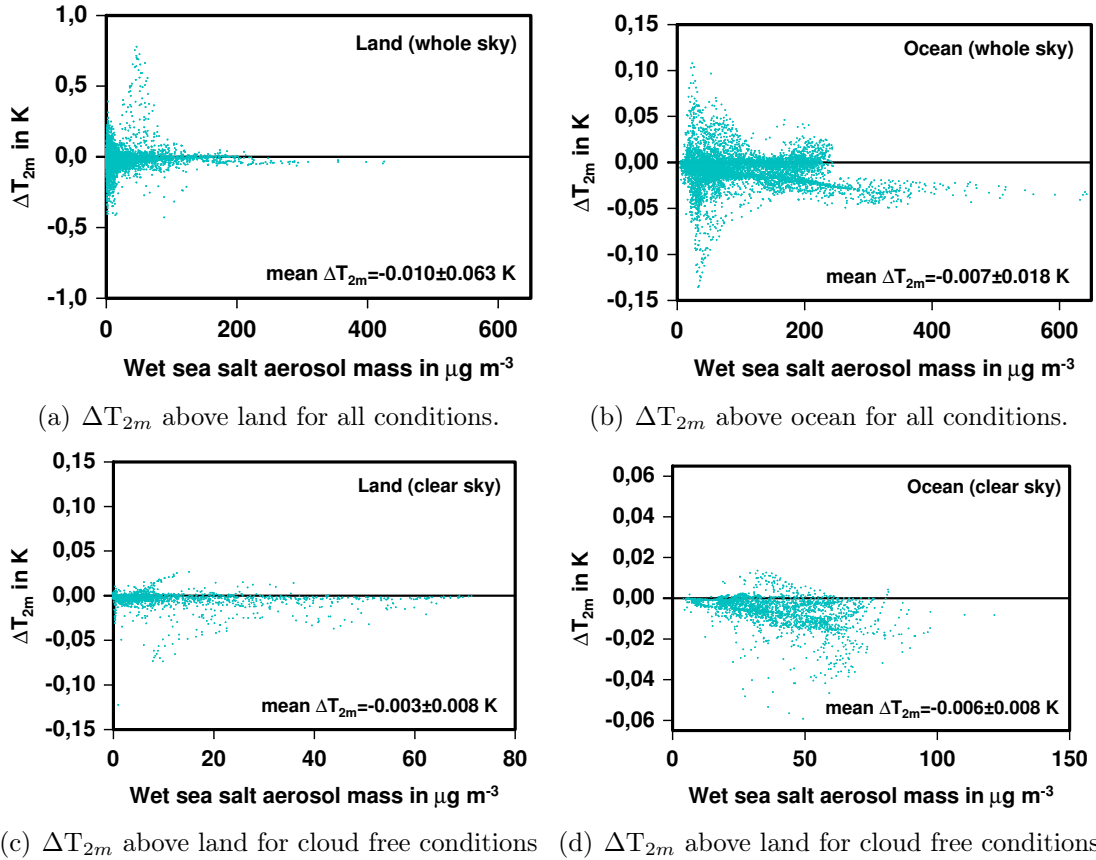 1,0
0,5
0,0
-0,5
-1,0
ΔT2m in K
Land (whole sky)
mean ΔT2m=-0.010±0.063 K
0 200 400 600
Wet sea salt aerosol mass in μg m-3
(a) ΔT2m above land for all conditions.
0,15
0,10
0,05
0,00
-0,05
-0,10
-0,15
ΔT2m in K
Ocean (whole sky)
mean ΔT2m=-0.007±0.018 K
0 200 400 600
Wet sea salt aerosol mass in μg m-3
(b) ΔT2m above ocean for all conditions.
0,15
0,10
0,05
0,00
-0,05
-0,10
-0,15
ΔT2m in K
Land (clear sky)
mean ΔT2m=-0.003±0.008 K
0 20 40 60 80
Wet sea salt aerosol mass in μg m-3
(c) ΔT2m above land for cloud free conditions
0,06
0,04
0,02
0,00
-0,02
-0,04
-0,06
ΔT2m in K
Ocean (clear sky)
mean ΔT2m=-0.006±0.008 K
0 50 100 150
Wet sea salt aerosol mass in μg m-3
(d) ΔT2m above land for cloud free conditions